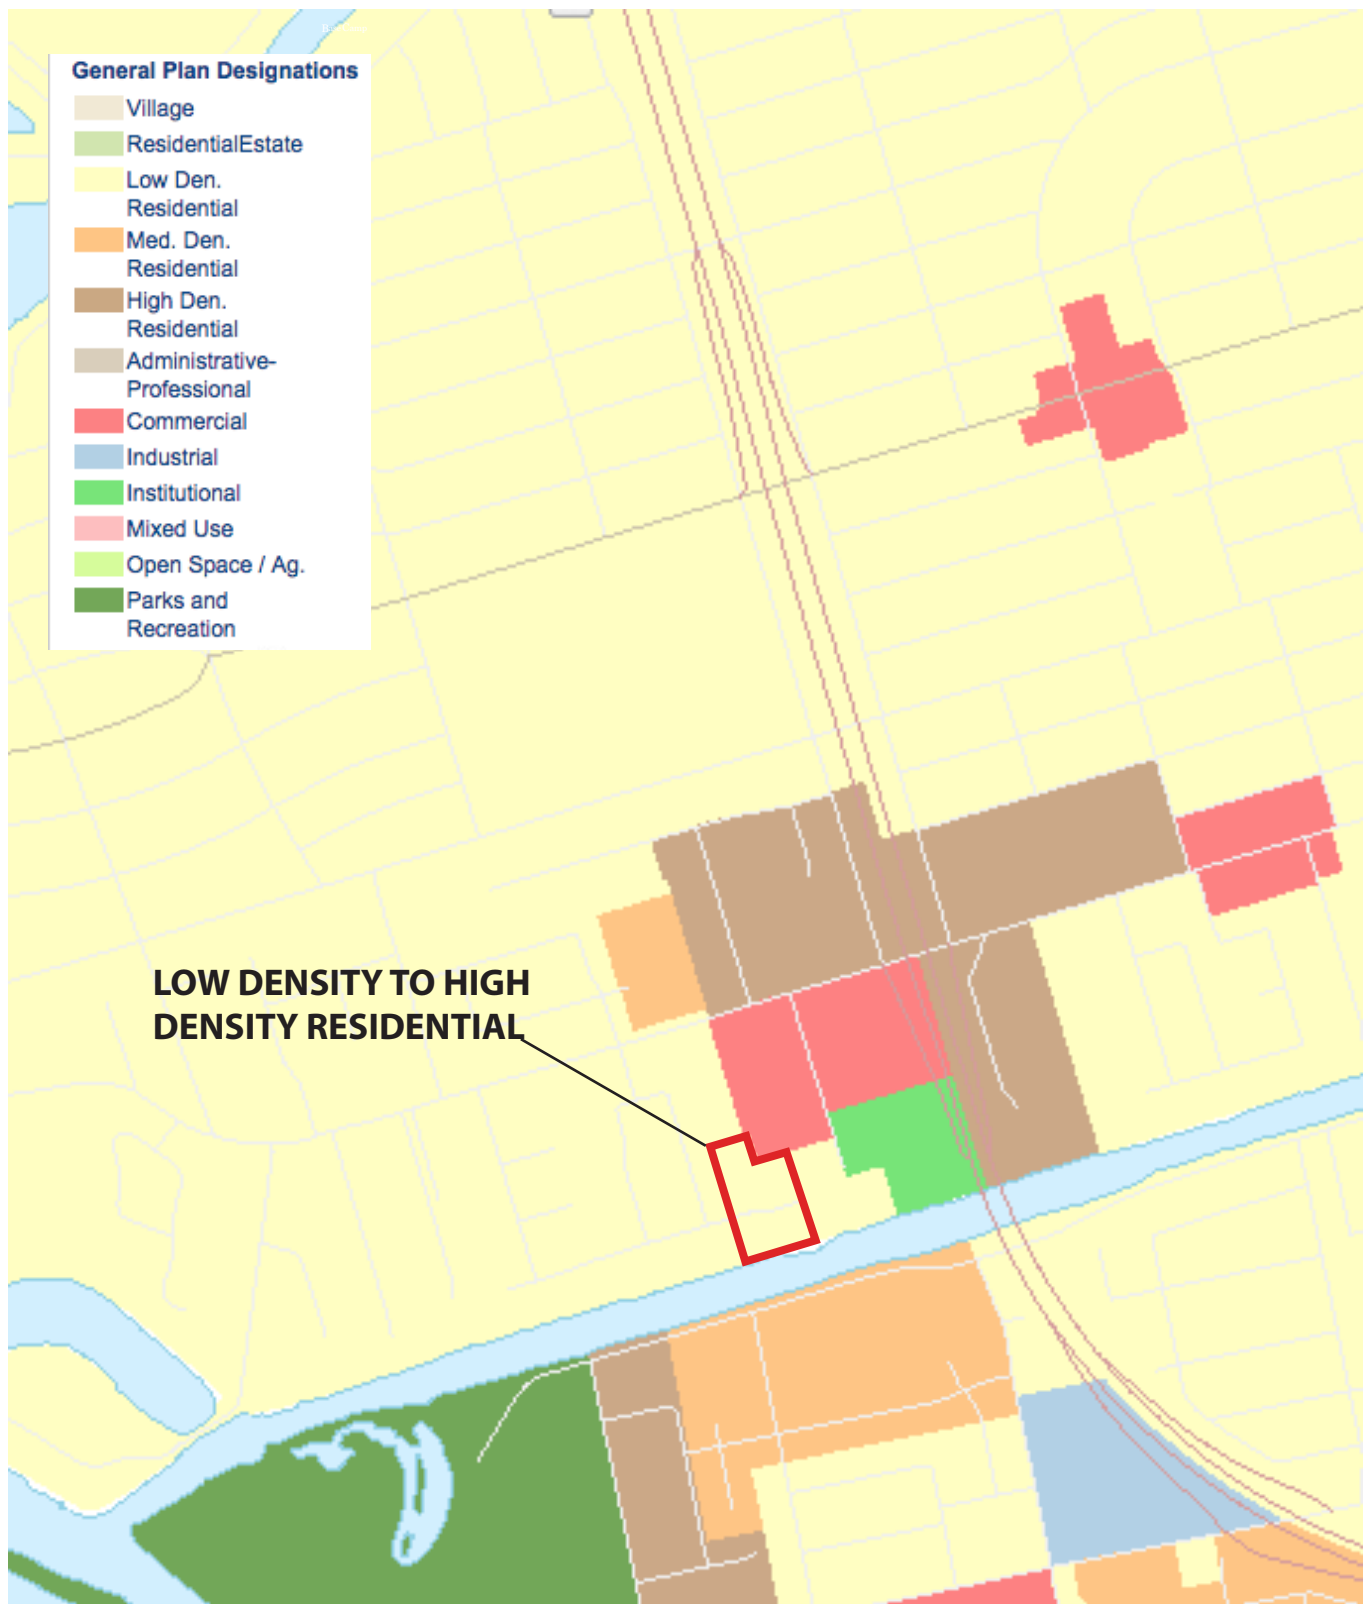 General Plan Designations
Village
ResidentialEstate
Low Den.
Residential
Med. Den.
Residential
High Den.
Residential
Administrative-
Professional
Commercial
Industrial
Institutional
Mixed Use
Open Space / Ag.
Parks and
Recreation
LOW DENSITY TO HIGH
DENSITY RESIDENTIAL